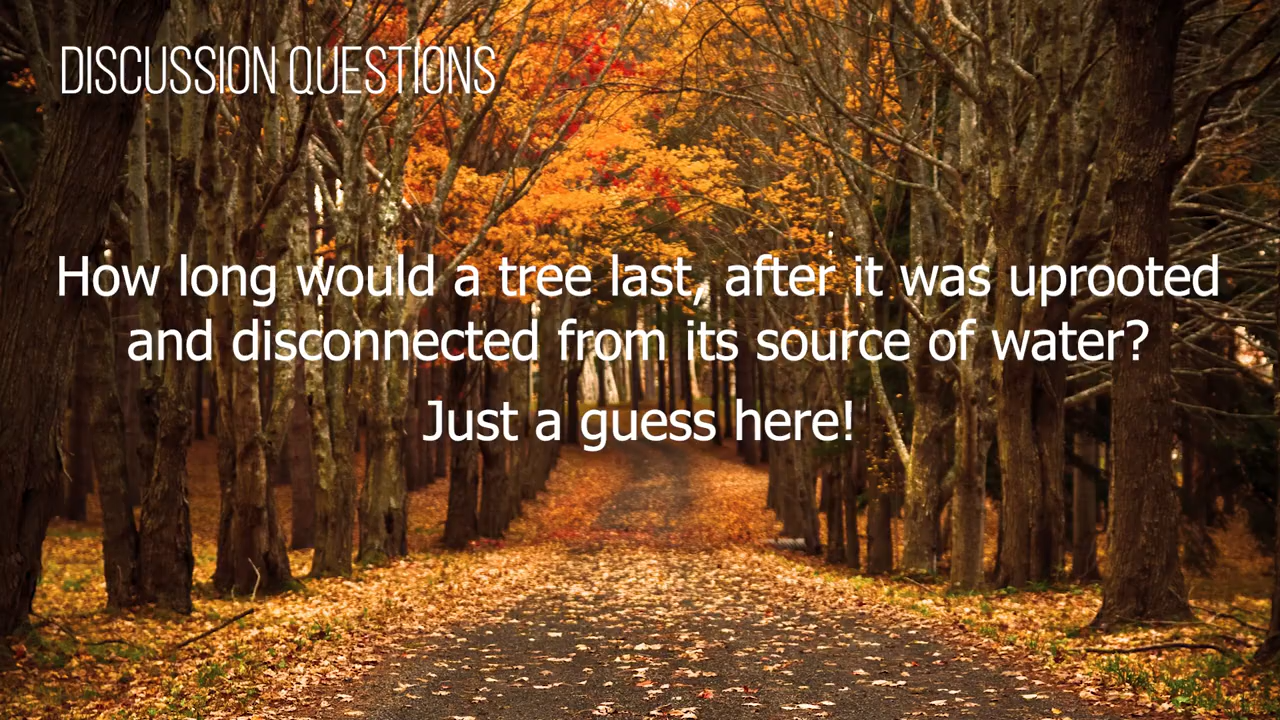 DISCUSSION QUESTIONS
How long would a tree last, after it was uprooted
and disconnected from its source of water?
Just a guess here!